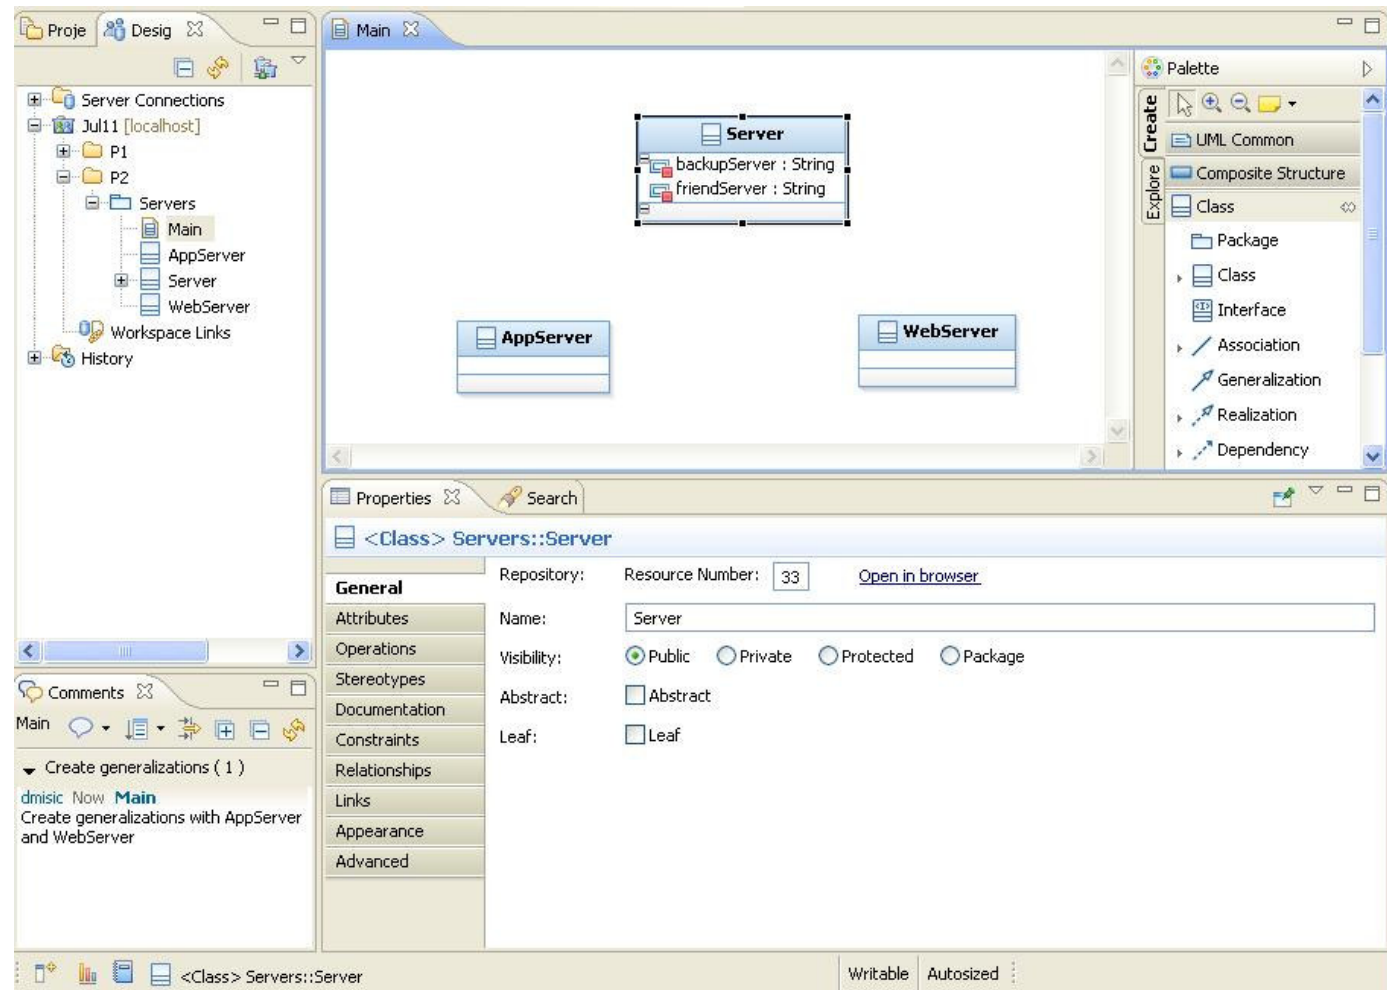 Proje
Desig
Server Connections
Jul11 [localhost]
P1
P2
Servers
Main
AppServer
Server
WebServer
Workspace Links
History
Comments
Main
Create generalizations ( 1 )
dmisic Now Main
Create generalizations with AppServer
and WebServer
Main
Server
backupServer : String
friendServer : String
AppServer
WebServer
Palette
Create
Explore
UML Common
Composite Structure
Class
Package
Class
Interface
Association
Generalization
Realization
Dependency
Properties
Search
<Class> Servers::Server
General
Attributes
Operations
Stereotypes
Documentation
Constraints
Relationships
Links
Appearance
Advanced
Repository: Resource Number: 33 Open in browser
Name: Server
Visibility: Public Private Protected Package
Abstract: Abstract
Leaf: Leaf
<Class> Servers::Server
Writable
Autosized